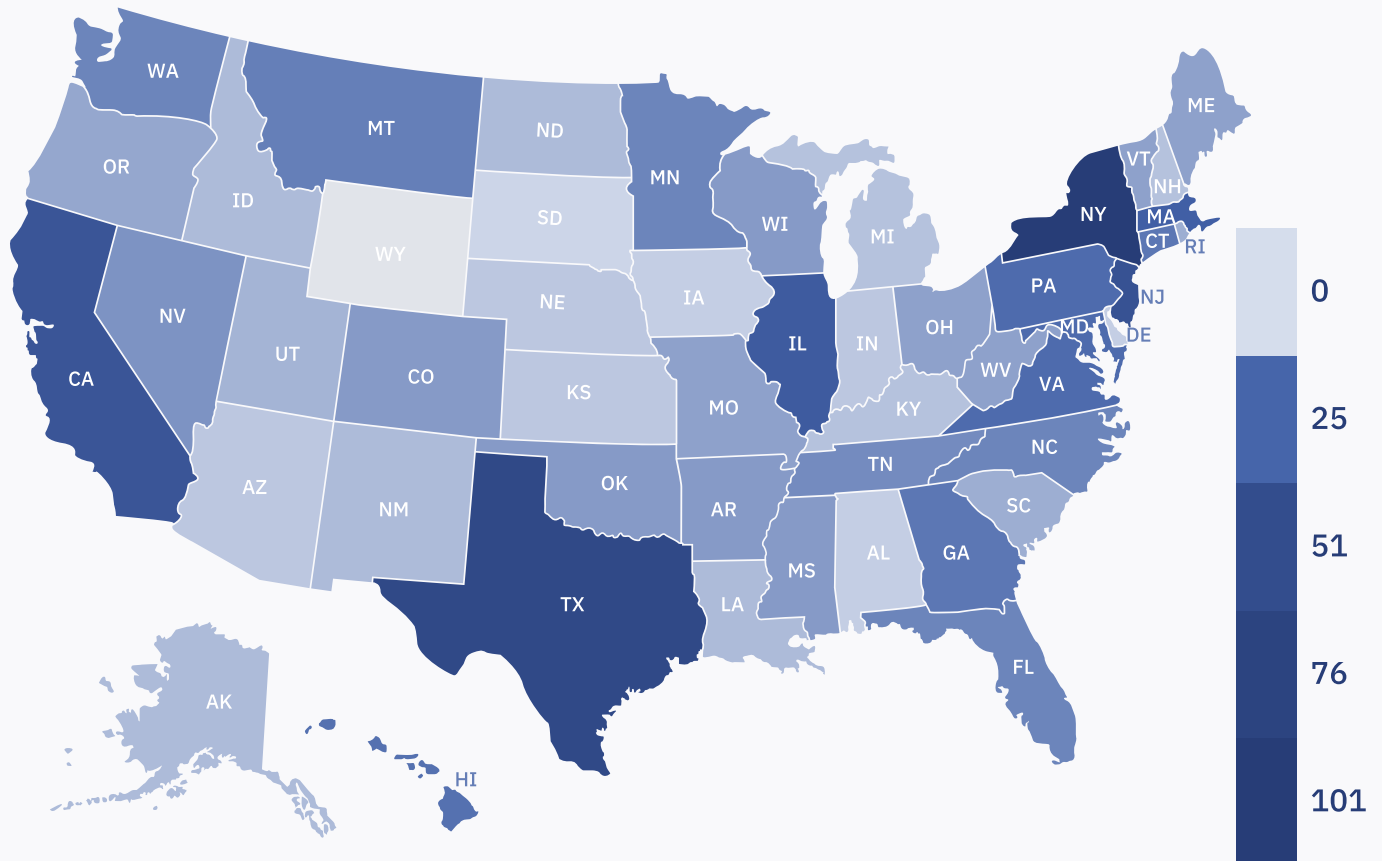 WA
MT
ND
MN
ME
OR
ID
SD
WI
MI
VT
NH
NY
MA
CT
RI
WY
NE
IA
PA
NJ
NV
UT
CO
IL
IN
OH
MD
DE
CA
KS
MO
KY
WV
VA
AZ
NM
OK
AR
TN
NC
SC
TX
LA
MS
AL
GA
FL
AK
HI
0
25
51
76
101